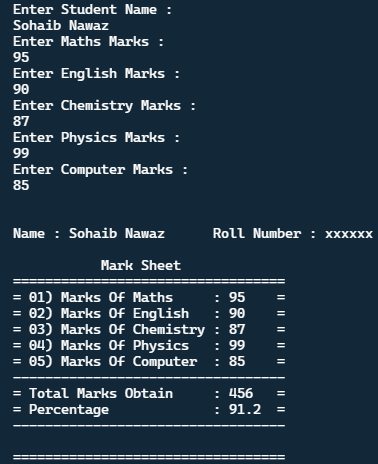 Enter Student Name :
Sohaib Nawaz
Enter Maths Marks :
95
Enter English Marks :
90
Enter Chemistry Marks :
87
Enter Physics Marks :
99
Enter Computer Marks :
85
Name : Sohaib Nawaz      Roll Number : xxxxxx
Mark Sheet
==================================
= 01) Marks Of Maths     : 95    =
= 02) Marks Of English   : 90    =
= 03) Marks Of Chemistry : 87    =
= 04) Marks Of Physics   : 99    =
= 05) Marks Of Computer  : 85    =
----------------------------------
= Total Marks Obtain     : 456   =
= Percentage             : 91.2  =
----------------------------------
==================================